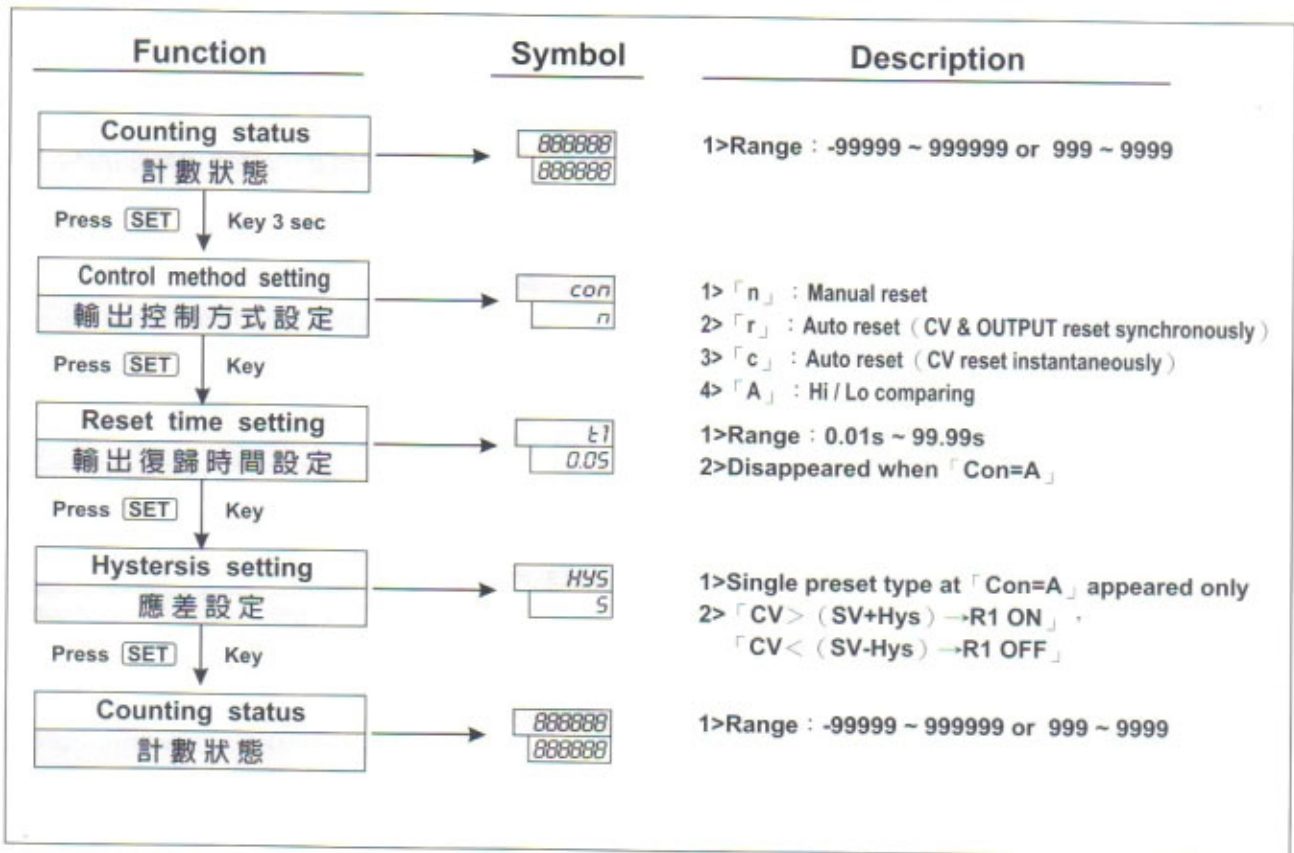 Function Symbol Description
Counting status
計數狀態
888888
888888
1>Range：-99999 ~ 999999 or 999 ~ 9999
Press SET Key 3 sec
Control method setting
輸出控制方式設定
con
n
1>「n」：Manual reset
2>「r」：Auto reset（CV & OUTPUT reset synchronously）
3>「c」：Auto reset（CV reset instantaneously）
4>「A」：Hi / Lo comparing
Press SET Key
Reset time setting
輸出復歸時間設定
t1
0.05
1>Range：0.01s ~ 99.99s
2>Disappeared when「Con=A」
Press SET Key
Hystersis setting
應差設定
HYS
5
1>Single preset type at「Con=A」appeared only
2>「CV＞（SV+Hys）→R1 ON」，
「CV＜（SV-Hys）→R1 OFF」
Press SET Key
Counting status
計數狀態
888888
888888
1>Range：-99999 ~ 999999 or 999 ~ 9999